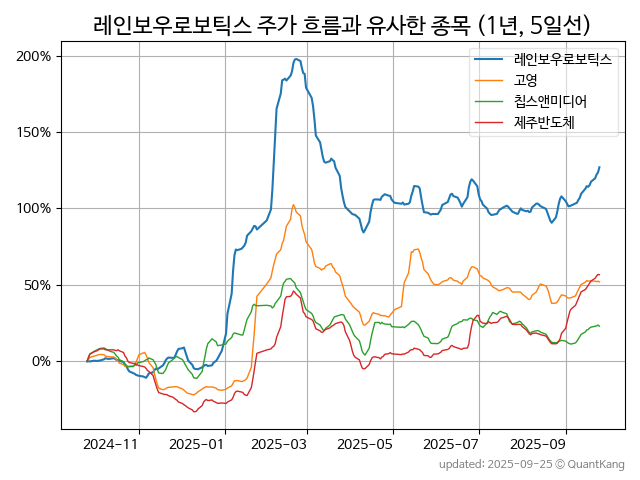 레인보우로보틱스 주가 흐름과 유사한 종목 (1년, 5일선)
레인보우로보틱스
고영
칩스앤미디어
제주반도체
200%
150%
100%
50%
0%
2024-11
2025-01
2025-03
2025-05
2025-07
2025-09
updated: 2025-09-25 © QuantKang